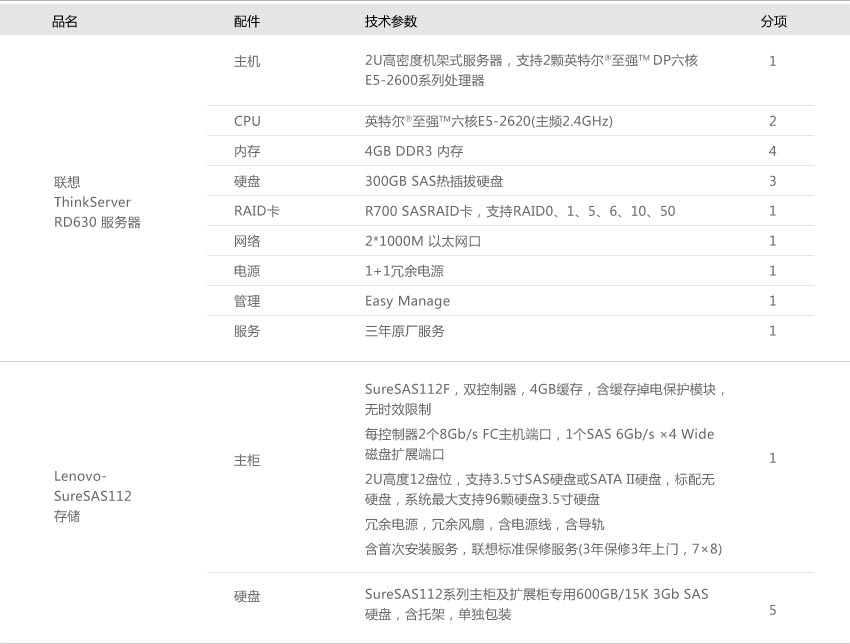 品名 配件 技术参数 分项
主机 2U高密度机架式服务器，支持2颗英特尔®至强™ DP六核 1
E5-2600系列处理器
CPU 英特尔®至强™六核E5-2620(主频2.4GHz) 2
内存 4GB DDR3 内存 4
联想 硬盘 300GB SAS热插拔硬盘 3
ThinkServer
RD630 服务器
RAID卡 R700 SASRAID卡，支持RAID0、1、5、6、10、50 1
网络 2*1000M 以太网口 1
电源 1+1冗余电源 1
管理 Easy Manage 1
服务 三年原厂服务 1
SureSAS112F，双控制器，4GB缓存，含缓存掉电保护模块，
无时效限制
每控制器2个8Gb/s FC主机端口，1个SAS 6Gb/s ×4 Wide
磁盘扩展端口
主柜 1
Lenovo-
SureSAS112
存储
2U高度12盘位，支持3.5寸SAS硬盘或SATA II硬盘，标配无
硬盘，系统最大支持96颗硬盘3.5寸硬盘
冗余电源，冗余风扇，含电源线，含导轨
含首次安装服务，联想标准保修服务(3年保修3年上门，7×8)
硬盘 SureSAS112系列主柜及扩展柜专用600GB/15K 3Gb SAS
硬盘，含托架，单独包装 5